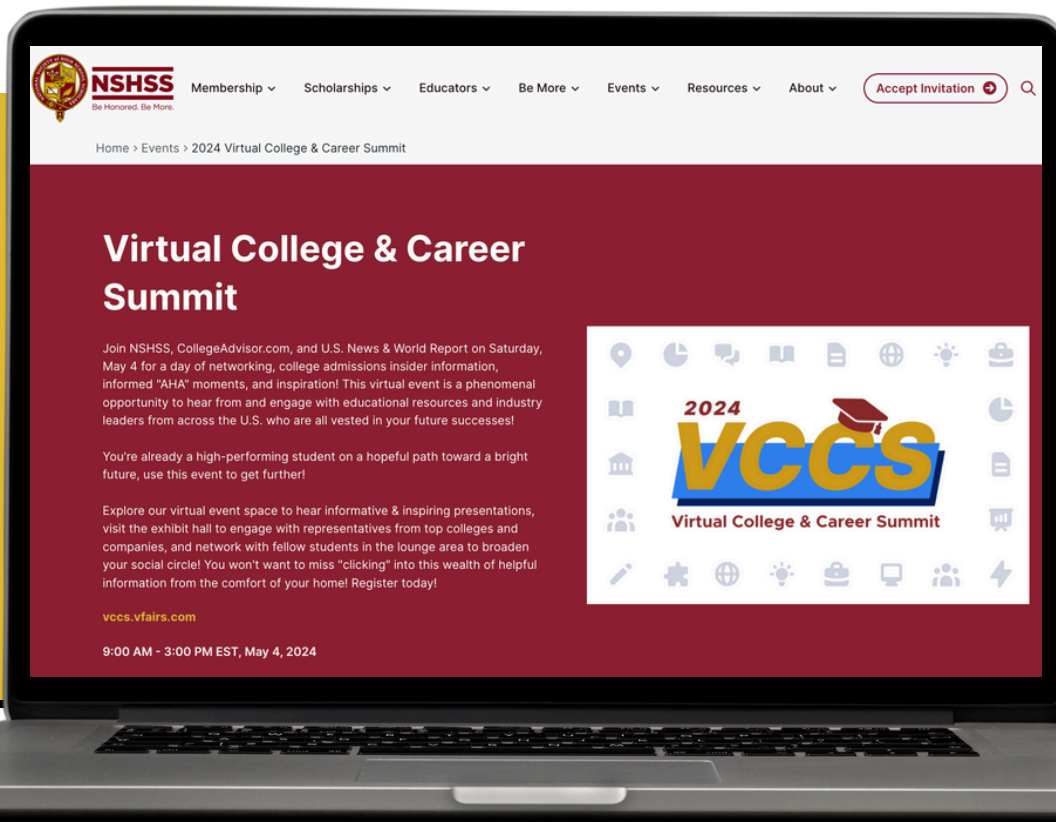 NSHSS
Be Honored. Be More.
Membership
Scholarships
Educators
Be More
Events
Resources
About
Accept Invitation
Home > Events > 2024 Virtual College & Career Summit
Virtual College & Career
Summit
Join NSHSS, CollegeAdvisor.com, and U.S. News & World Report on Saturday,
May 4 for a day of networking, college admissions insider information,
informed "AHA" moments, and inspiration! This virtual event is a phenomenal
opportunity to hear from and engage with educational resources and industry
leaders from across the U.S. who are all vested in your future successes!
You're already a high-performing student on a hopeful path toward a bright
future, use this event to get further!
Explore our virtual event space to hear informative & inspiring presentations,
visit the exhibit hall to engage with representatives from top colleges and
companies, and network with fellow students in the lounge area to broaden
your social circle! You won't want to miss "clicking" into this wealth of helpful
information from the comfort of your home! Register today!
vccs.vfairs.com
9:00 AM - 3:00 PM EST, May 4, 2024
2024
VCCS
Virtual College & Career Summit